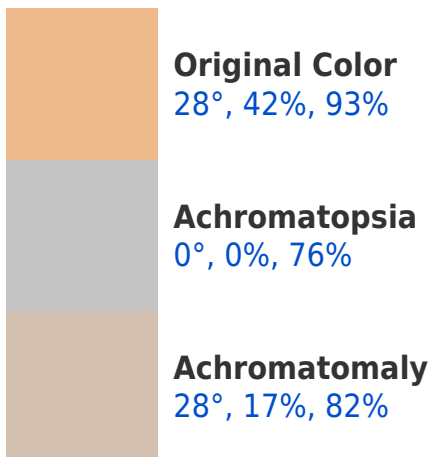 Original Color
28°, 42%, 93%
Achromatopsia
0°, 0%, 76%
Achromatomaly
28°, 17%, 82%